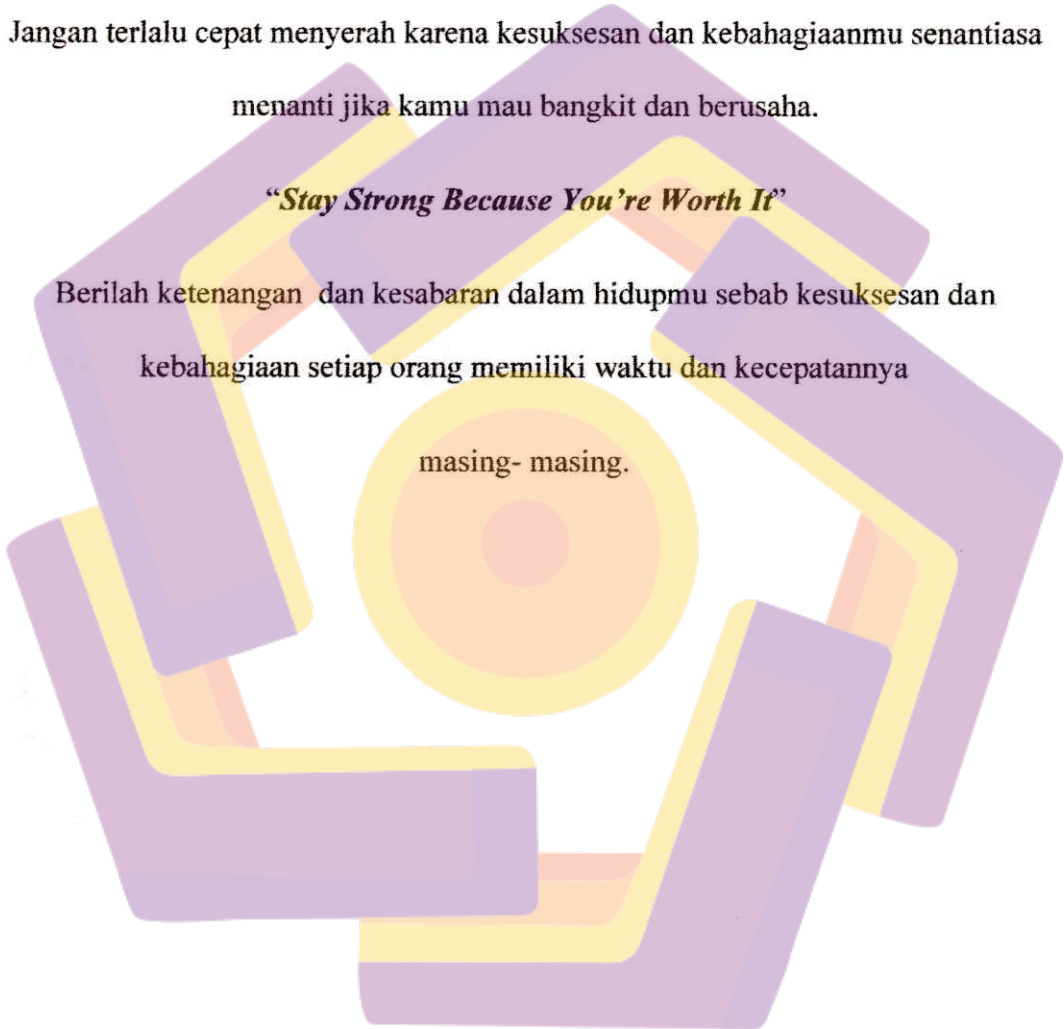 Jangan terlalu cepat menyerah karena kesuksesan dan kebahagiaanmu senantiasa
menanti jika kamu mau bangkit dan berusaha.
“Stay Strong Because You’re Worth It”
Berilah ketenangan dan kesabaran dalam hidupmu sebab kesuksesan dan
kebahagiaan setiap orang memiliki waktu dan kecepatannya
masing- masing.